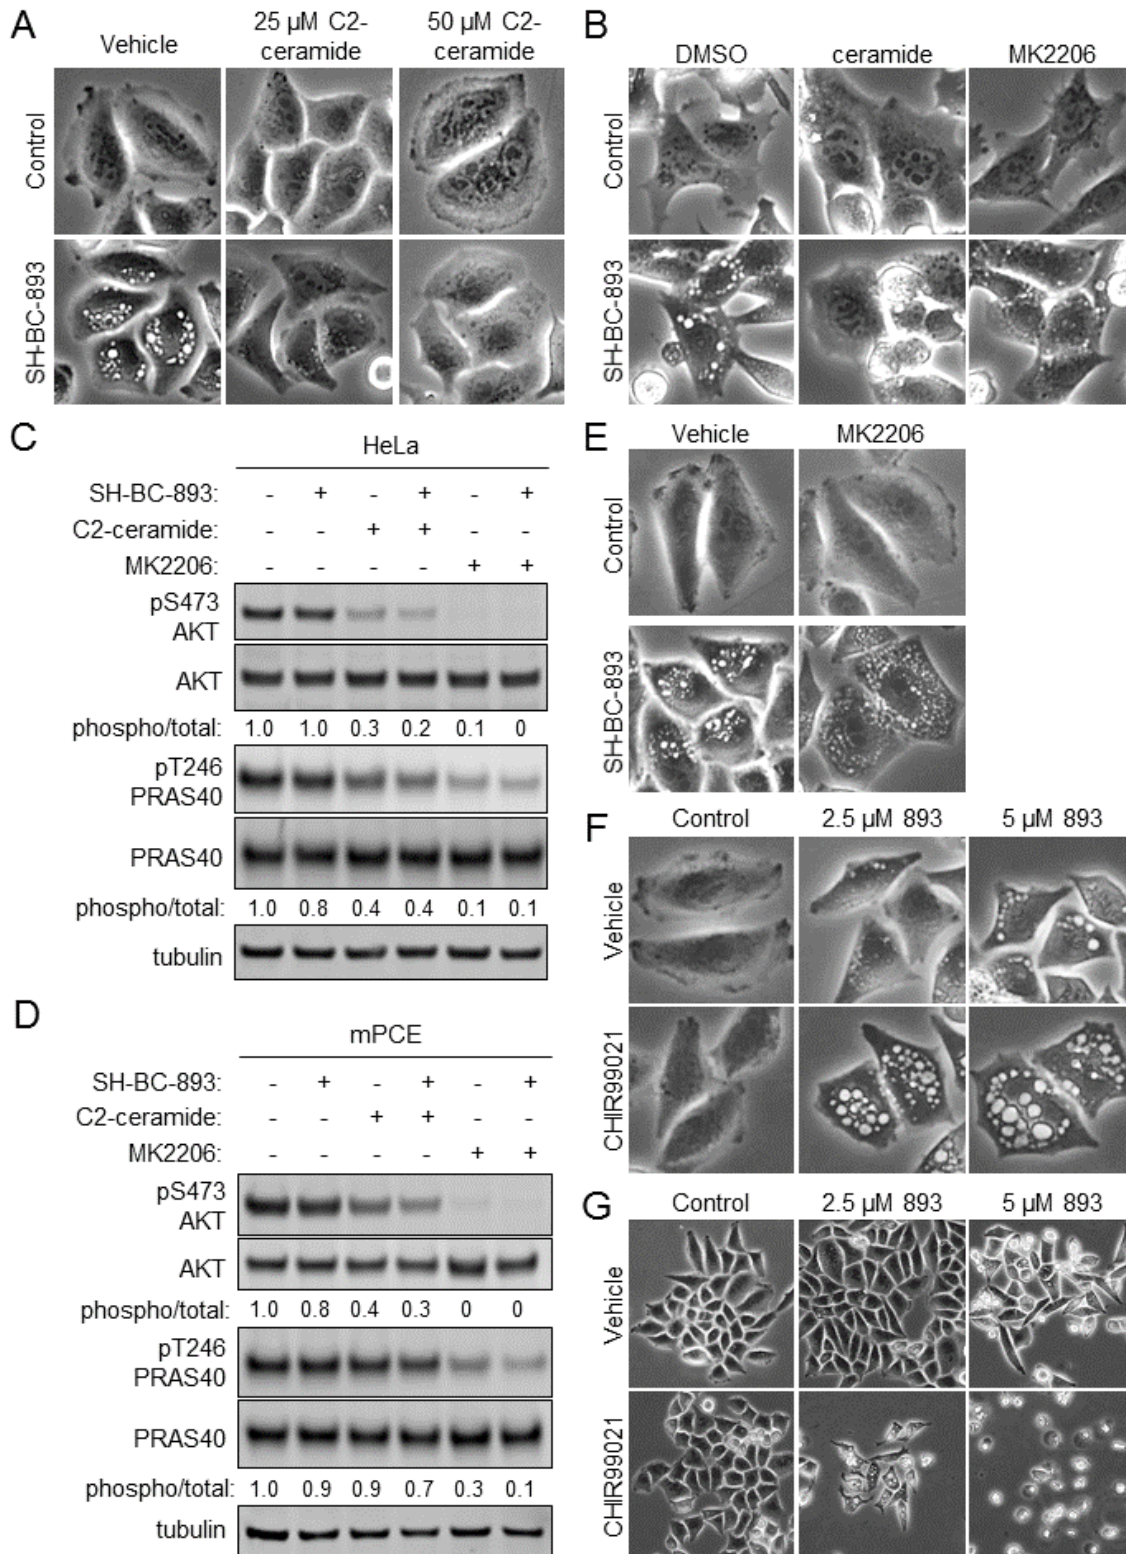 A
Vehicle
25 µM C2-
ceramide
50 µM C2-
ceramide
Control
SH-BC-893
B
DMSO
ceramide
MK2206
Control
SH-BC-893
C
HeLa
SH-BC-893: - + - + - +
C2-ceramide: - - + + - -
MK2206: - - - - + +
pS473
AKT
AKT
phospho/total: 1.0 1.0 0.3 0.2 0.1 0
pT246
PRAS40
PRAS40
phospho/total: 1.0 0.8 0.4 0.4 0.1 0.1
tubulin
D
mPCE
SH-BC-893: - + - + - +
C2-ceramide: - - + + - -
MK2206: - - - - + +
pS473
AKT
AKT
phospho/total: 1.0 0.8 0.4 0.3 0 0
pT246
PRAS40
PRAS40
phospho/total: 1.0 0.9 0.9 0.7 0.3 0.1
tubulin
E
Vehicle
MK2206
Control
SH-BC-893
F
Control
2.5 µM 893
5 µM 893
Vehicle
CHIR99021
G
Control
2.5 µM 893
5 µM 893
Vehicle
CHIR99021